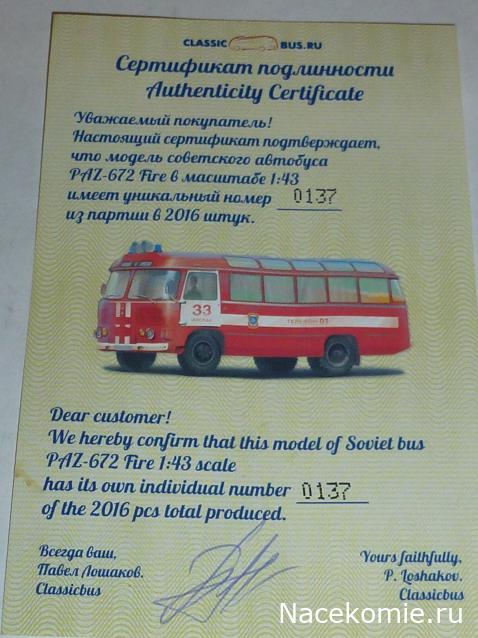 CLASSIC BUS.RU
Сертификат подлинности
Authenticity Certificate
Уважаемый покупатель!
Настоящий сертификат подтверждает,
что модель советского автобуса
PAZ-672 Fire в масштабе 1:43
имеет уникальный номер 0137
из партии в 2016 штук.
33
МОСКВА
ТЕЛЕФОН 01
Dear customer!
We hereby confirm that this model of Soviet bus
PAZ-672 Fire 1:43 scale
has its own individual number 0137
of the 2016 pcs total produced.
Всегда ваш,
Павел Лошаков.
Classicbus
Yours faithfully,
P. Loshakov.
Classicbus
Nacekomie.ru